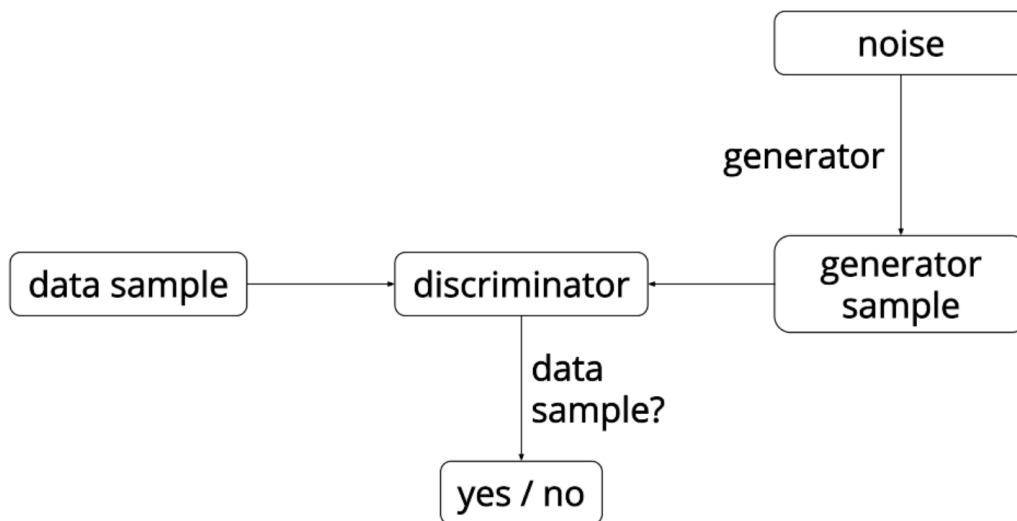 noise
generator
data sample
discriminator
generator
sample
data
sample?
yes / no